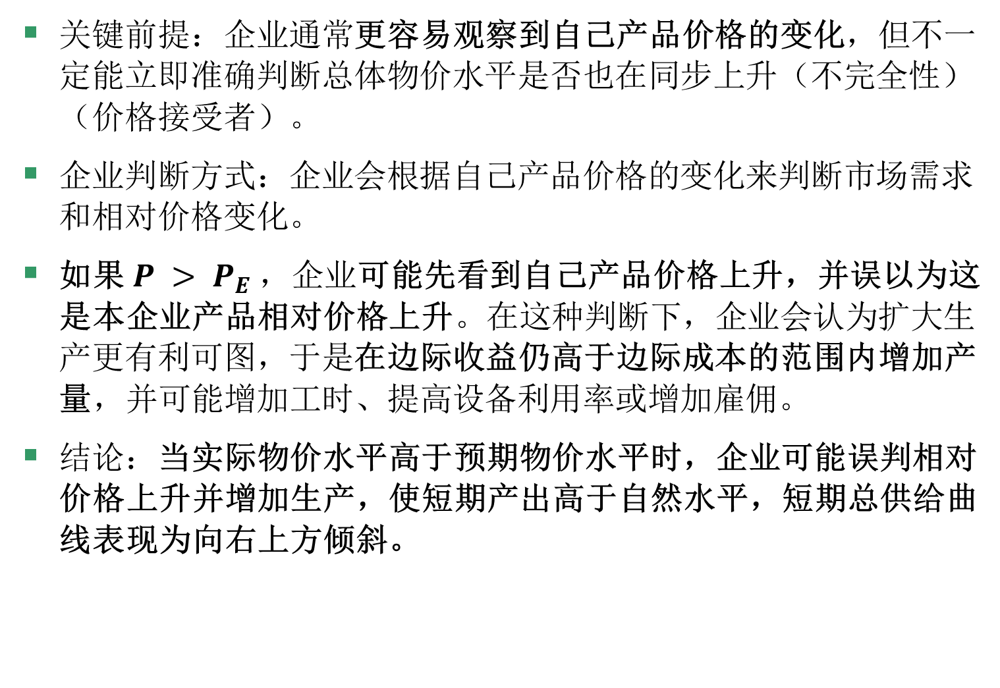 关键前提：企业通常更容易观察到自己产品价格的变化，但不一
定能立即准确判断总体物价水平是否也在同步上升（不完全性）
（价格接受者）。
企业判断方式：企业会根据自己产品价格的变化来判断市场需求
和相对价格变化。
如果 P > P_E ，企业可能先看到自己产品价格上升，并误以为这
是本企业产品相对价格上升。在这种判断下，企业会认为扩大生
产更有利可图，于是在边际收益仍高于边际成本的范围内增加产
量，并可能增加工时、提高设备利用率或增加雇佣。
结论：当实际物价水平高于预期物价水平时，企业可能误判相对
价格上升并增加生产，使短期产出高于自然水平，短期总供给曲
线表现为向右上方倾斜。